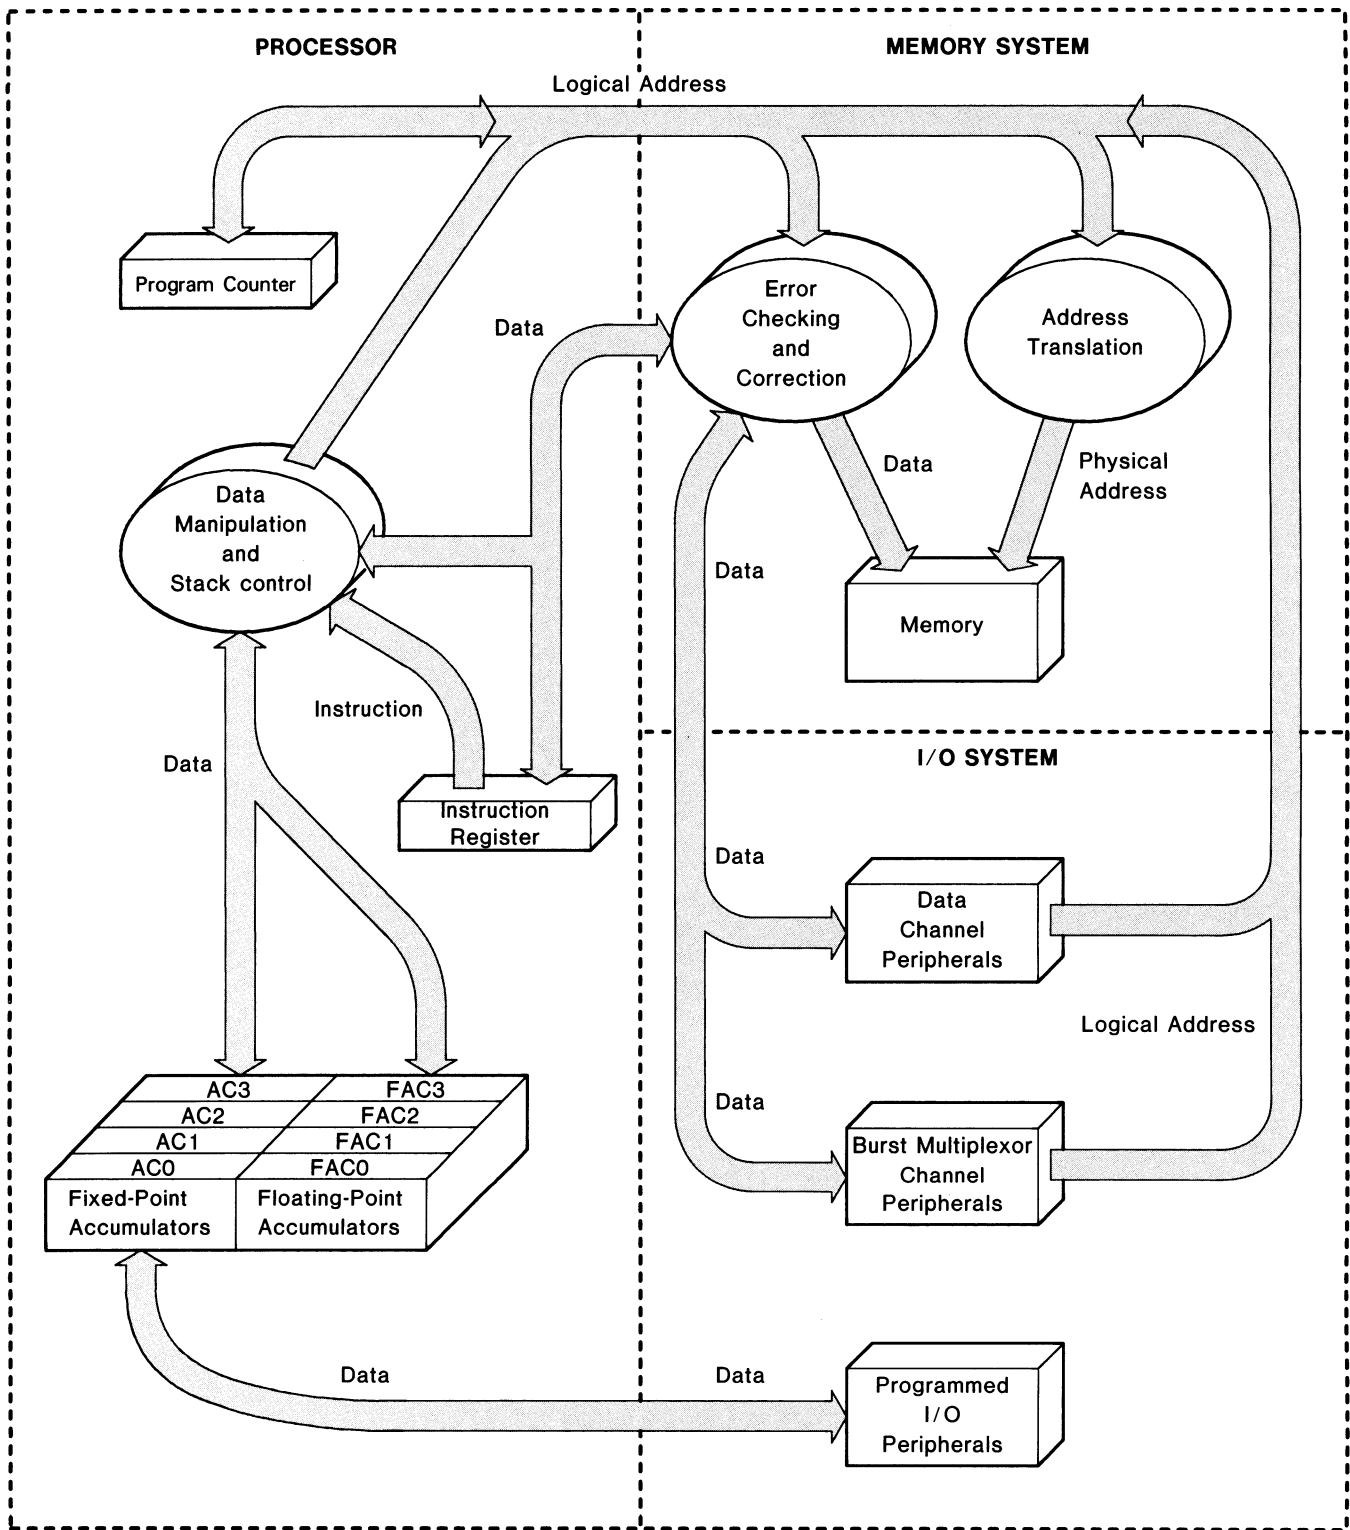 PROCESSOR
MEMORY SYSTEM
Logical Address
Program Counter
Data
Error
Checking
and
Correction
Address
Translation
Data
Physical
Address
Data
Manipulation
and
Stack control
Data
Memory
Instruction
Data
I/O SYSTEM
Instruction
Register
Data
Data
Channel
Peripherals
Logical Address
AC3
FAC3
AC2
FAC2
AC1
FAC1
AC0
FAC0
Fixed-Point
Accumulators
Floating-Point
Accumulators
Data
Burst Multiplexor
Channel
Peripherals
Data
Data
Programmed
I/O
Peripherals